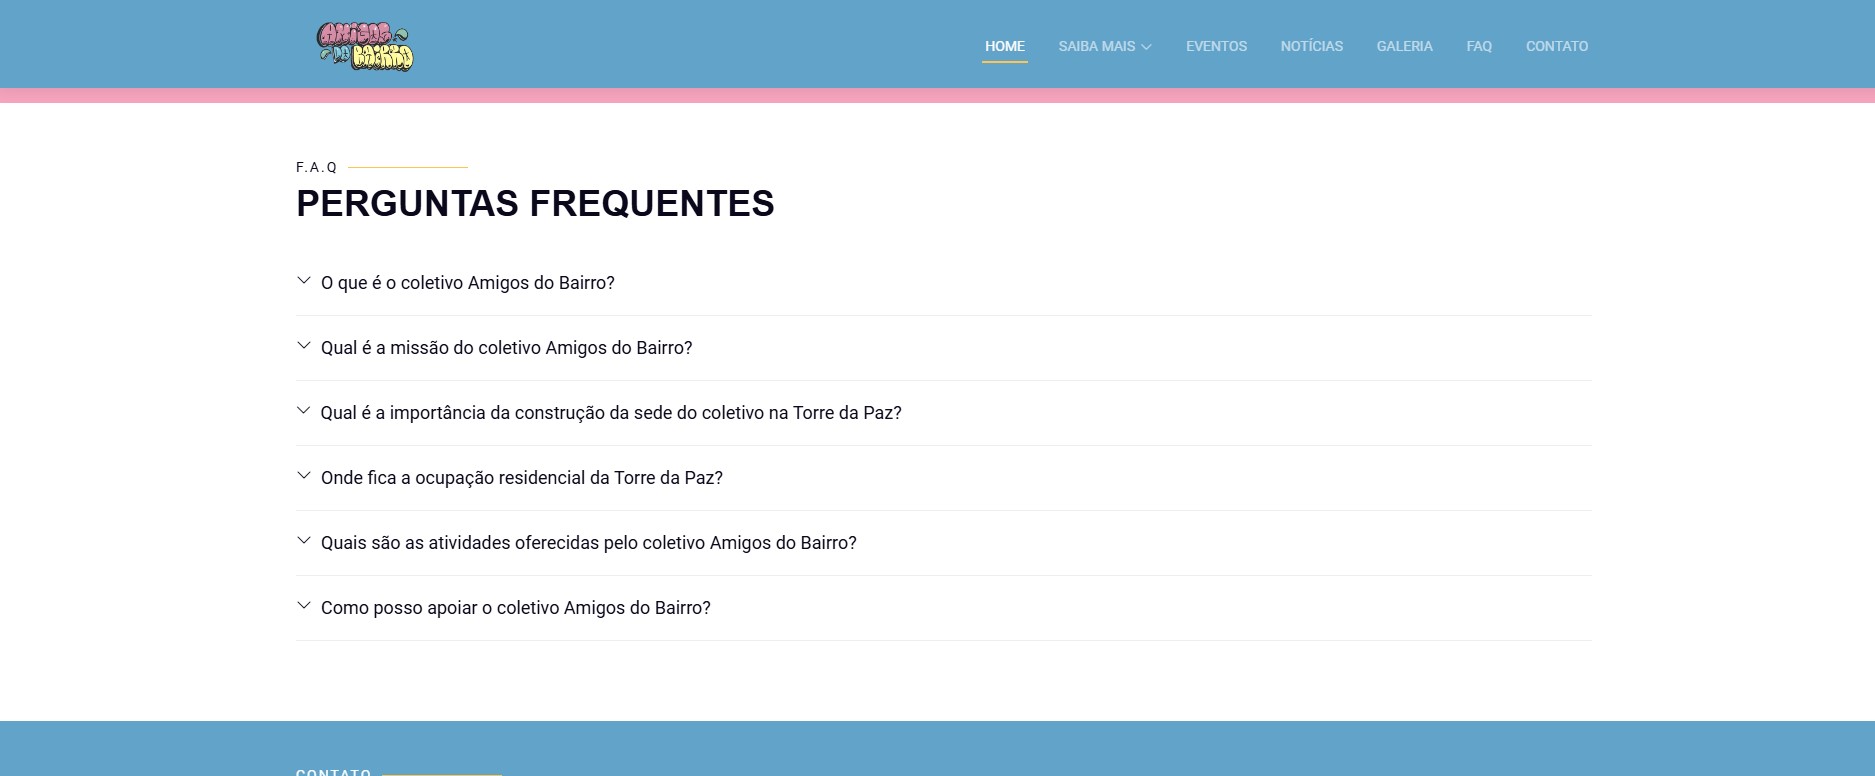 AMIGOS
DO BAIRRO
HOME SAIBA MAIS EVENTOS NOTÍCIAS GALERIA FAQ CONTATO
F.A.Q
PERGUNTAS FREQUENTES
O que é o coletivo Amigos do Bairro?
Qual é a missão do coletivo Amigos do Bairro?
Qual é a importância da construção da sede do coletivo na Torre da Paz?
Onde fica a ocupação residencial da Torre da Paz?
Quais são as atividades oferecidas pelo coletivo Amigos do Bairro?
Como posso apoiar o coletivo Amigos do Bairro?
CONTATO